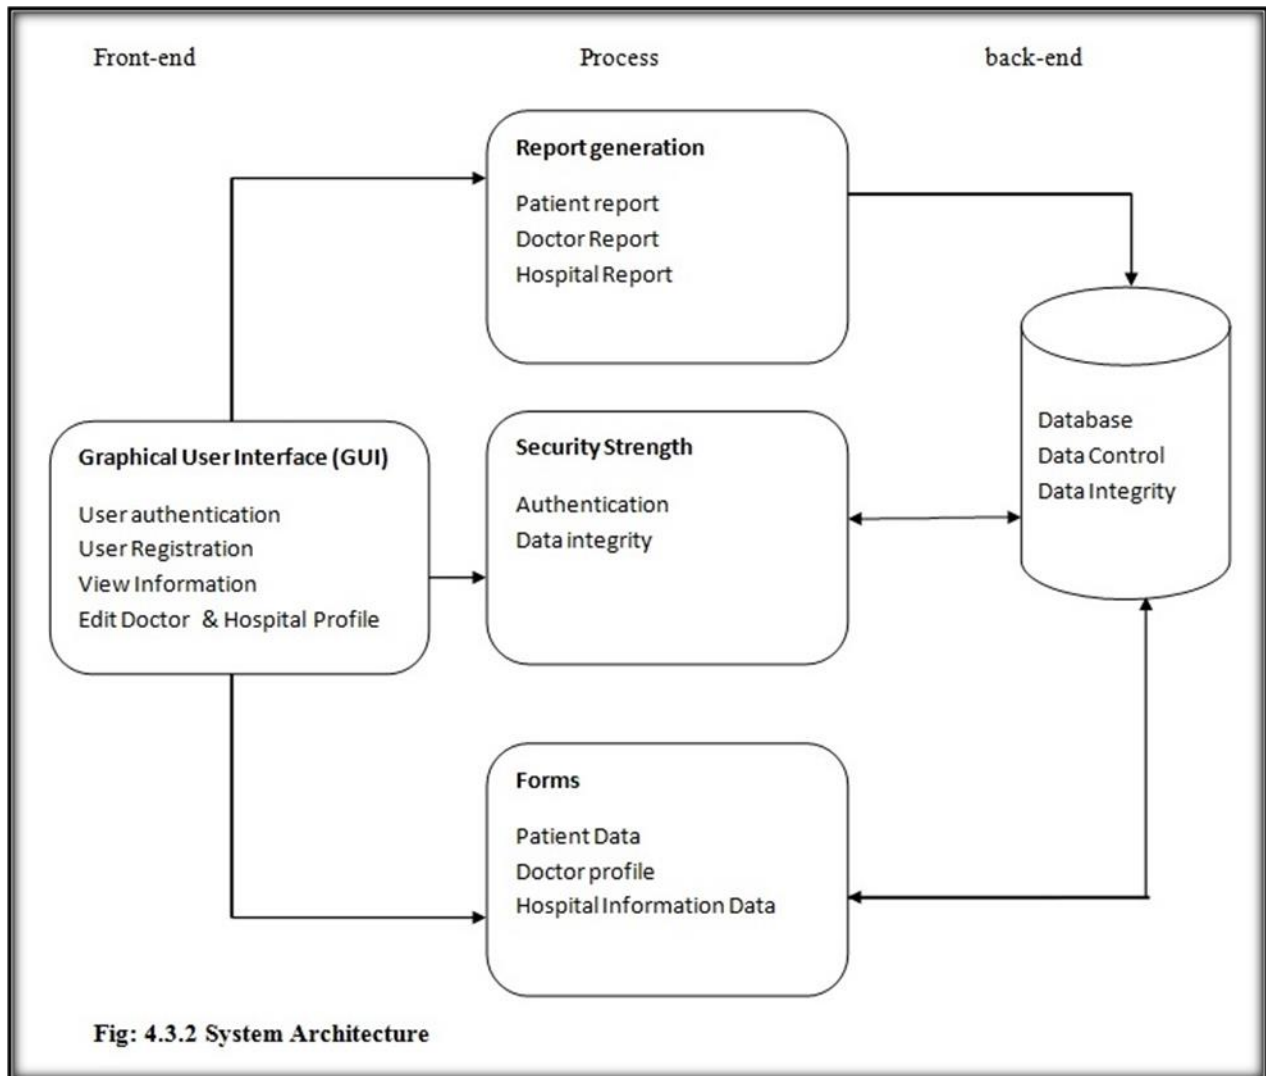 Front-end
Process
back-end
Report generation
Patient report
Doctor Report
Hospital Report
Graphical User Interface (GUI)
User authentication
User Registration
View Information
Edit Doctor & Hospital Profile
Security Strength
Authentication
Data integrity
Database
Data Control
Data Integrity
Forms
Patient Data
Doctor profile
Hospital Information Data
Fig: 4.3.2 System Architecture